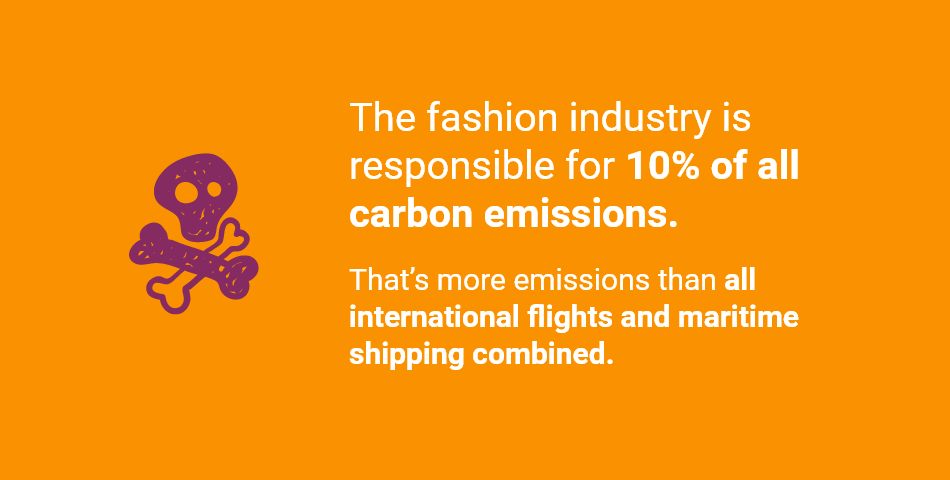 The fashion industry is
responsible for 10% of all
carbon emissions.
That’s more emissions than all
international flights and maritime
shipping combined.